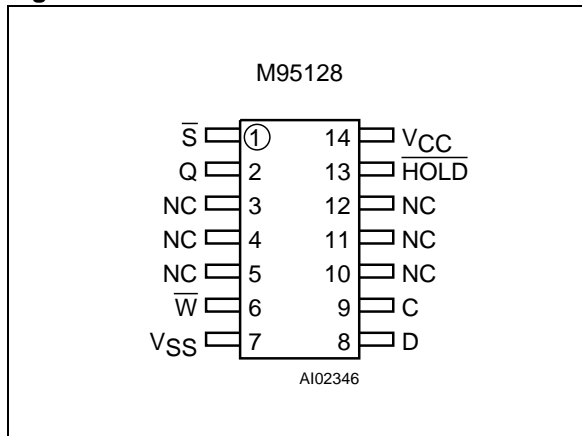 M95128
S̅ 1 14 VCC
Q 2 13 H̅O̅L̅D̅
NC 3 12 NC
NC 4 11 NC
NC 5 10 NC
W̅ 6 9 C
VSS 7 8 D
AI02346